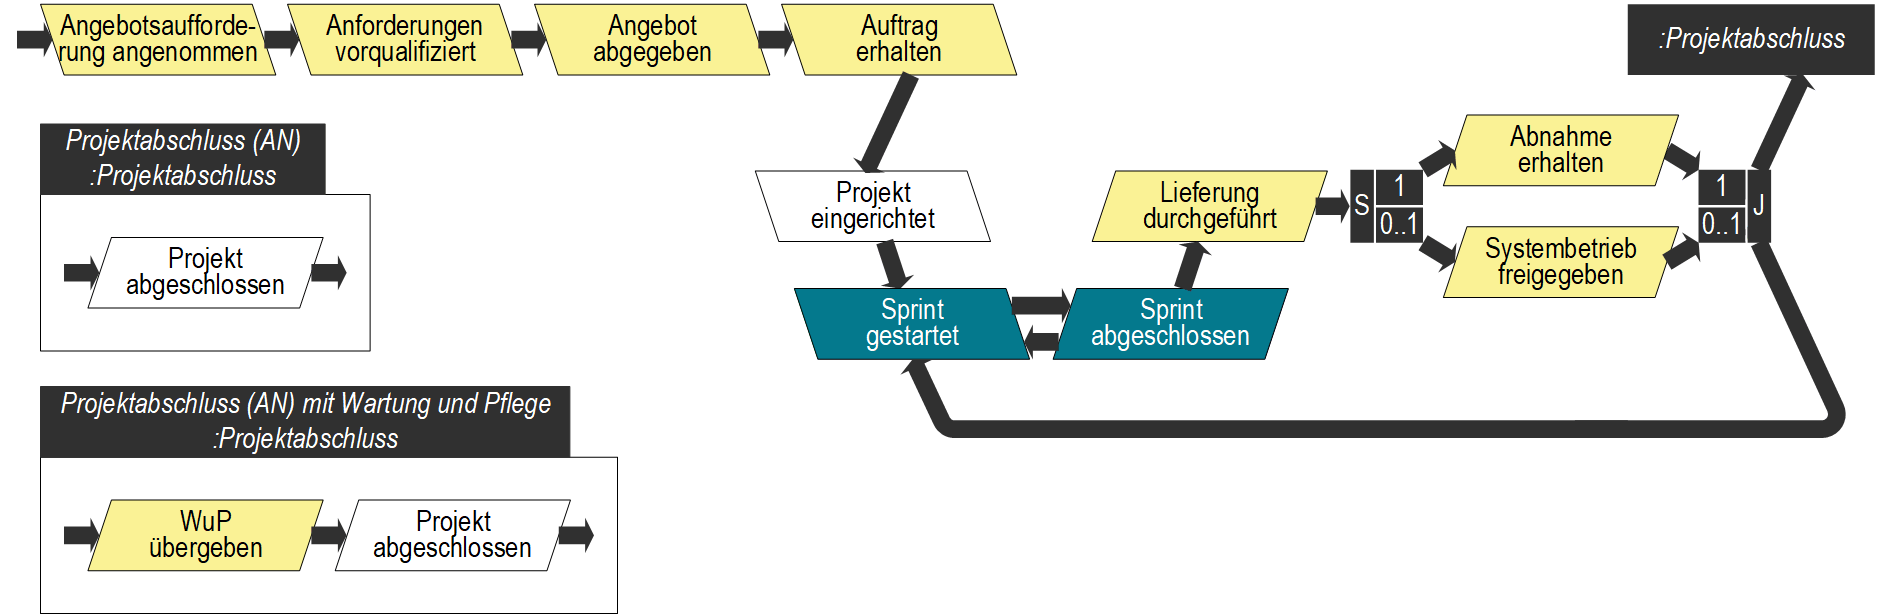 Angebotsaufforde-
rung angenommen
Anforderungen
vorqualifiziert
Angebot
abgegeben
Auftrag
erhalten
:Projektabschluss
Projektabschluss (AN)
:Projektabschluss
Projekt
abgeschlossen
Projekt
eingerichtet
Sprint
gestartet
Sprint
abgeschlossen
Lieferung
durchgeführt
S
1
0..1
Abnahme
erhalten
Systembetrieb
freigegeben
1
0..1
J
Projektabschluss (AN) mit Wartung und Pflege
:Projektabschluss
WuP
übergeben
Projekt
abgeschlossen